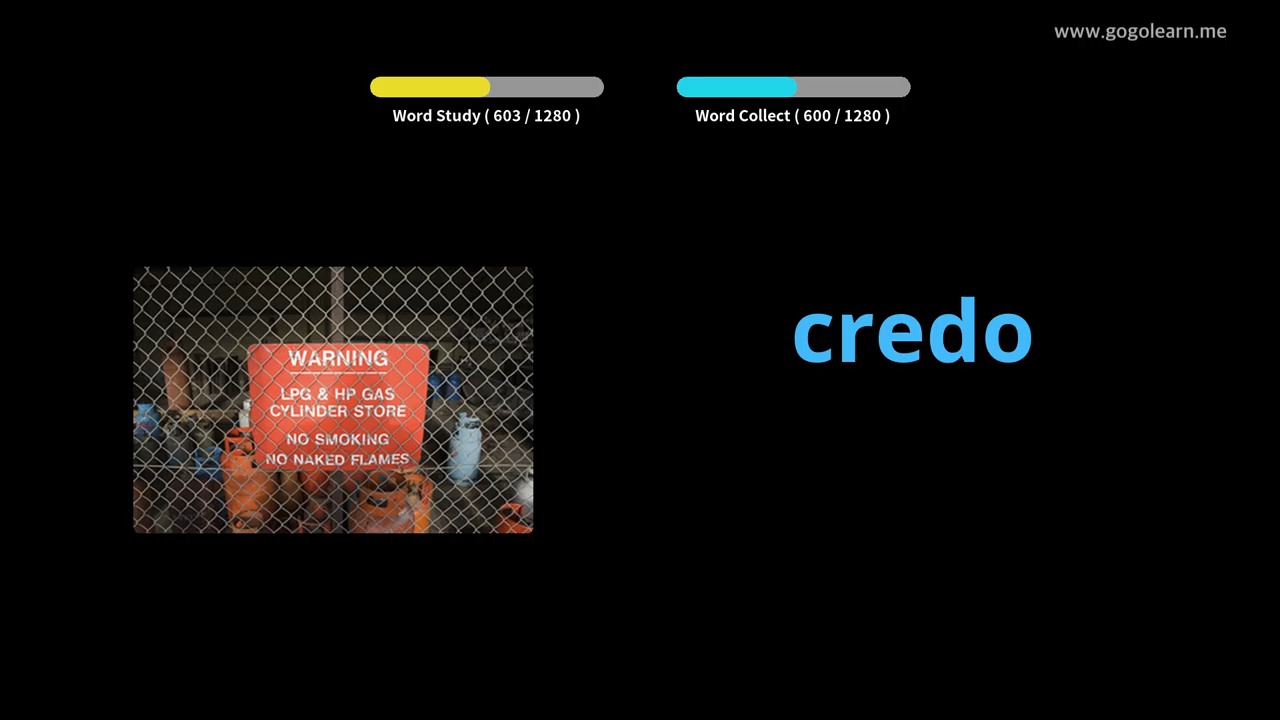 www.gogolearn.me
Word Study ( 603 / 1280 )
Word Collect ( 600 / 1280 )
credo
WARNING
LPG & HP GAS
CYLINDER STORE
NO SMOKING
NO NAKED FLAMES